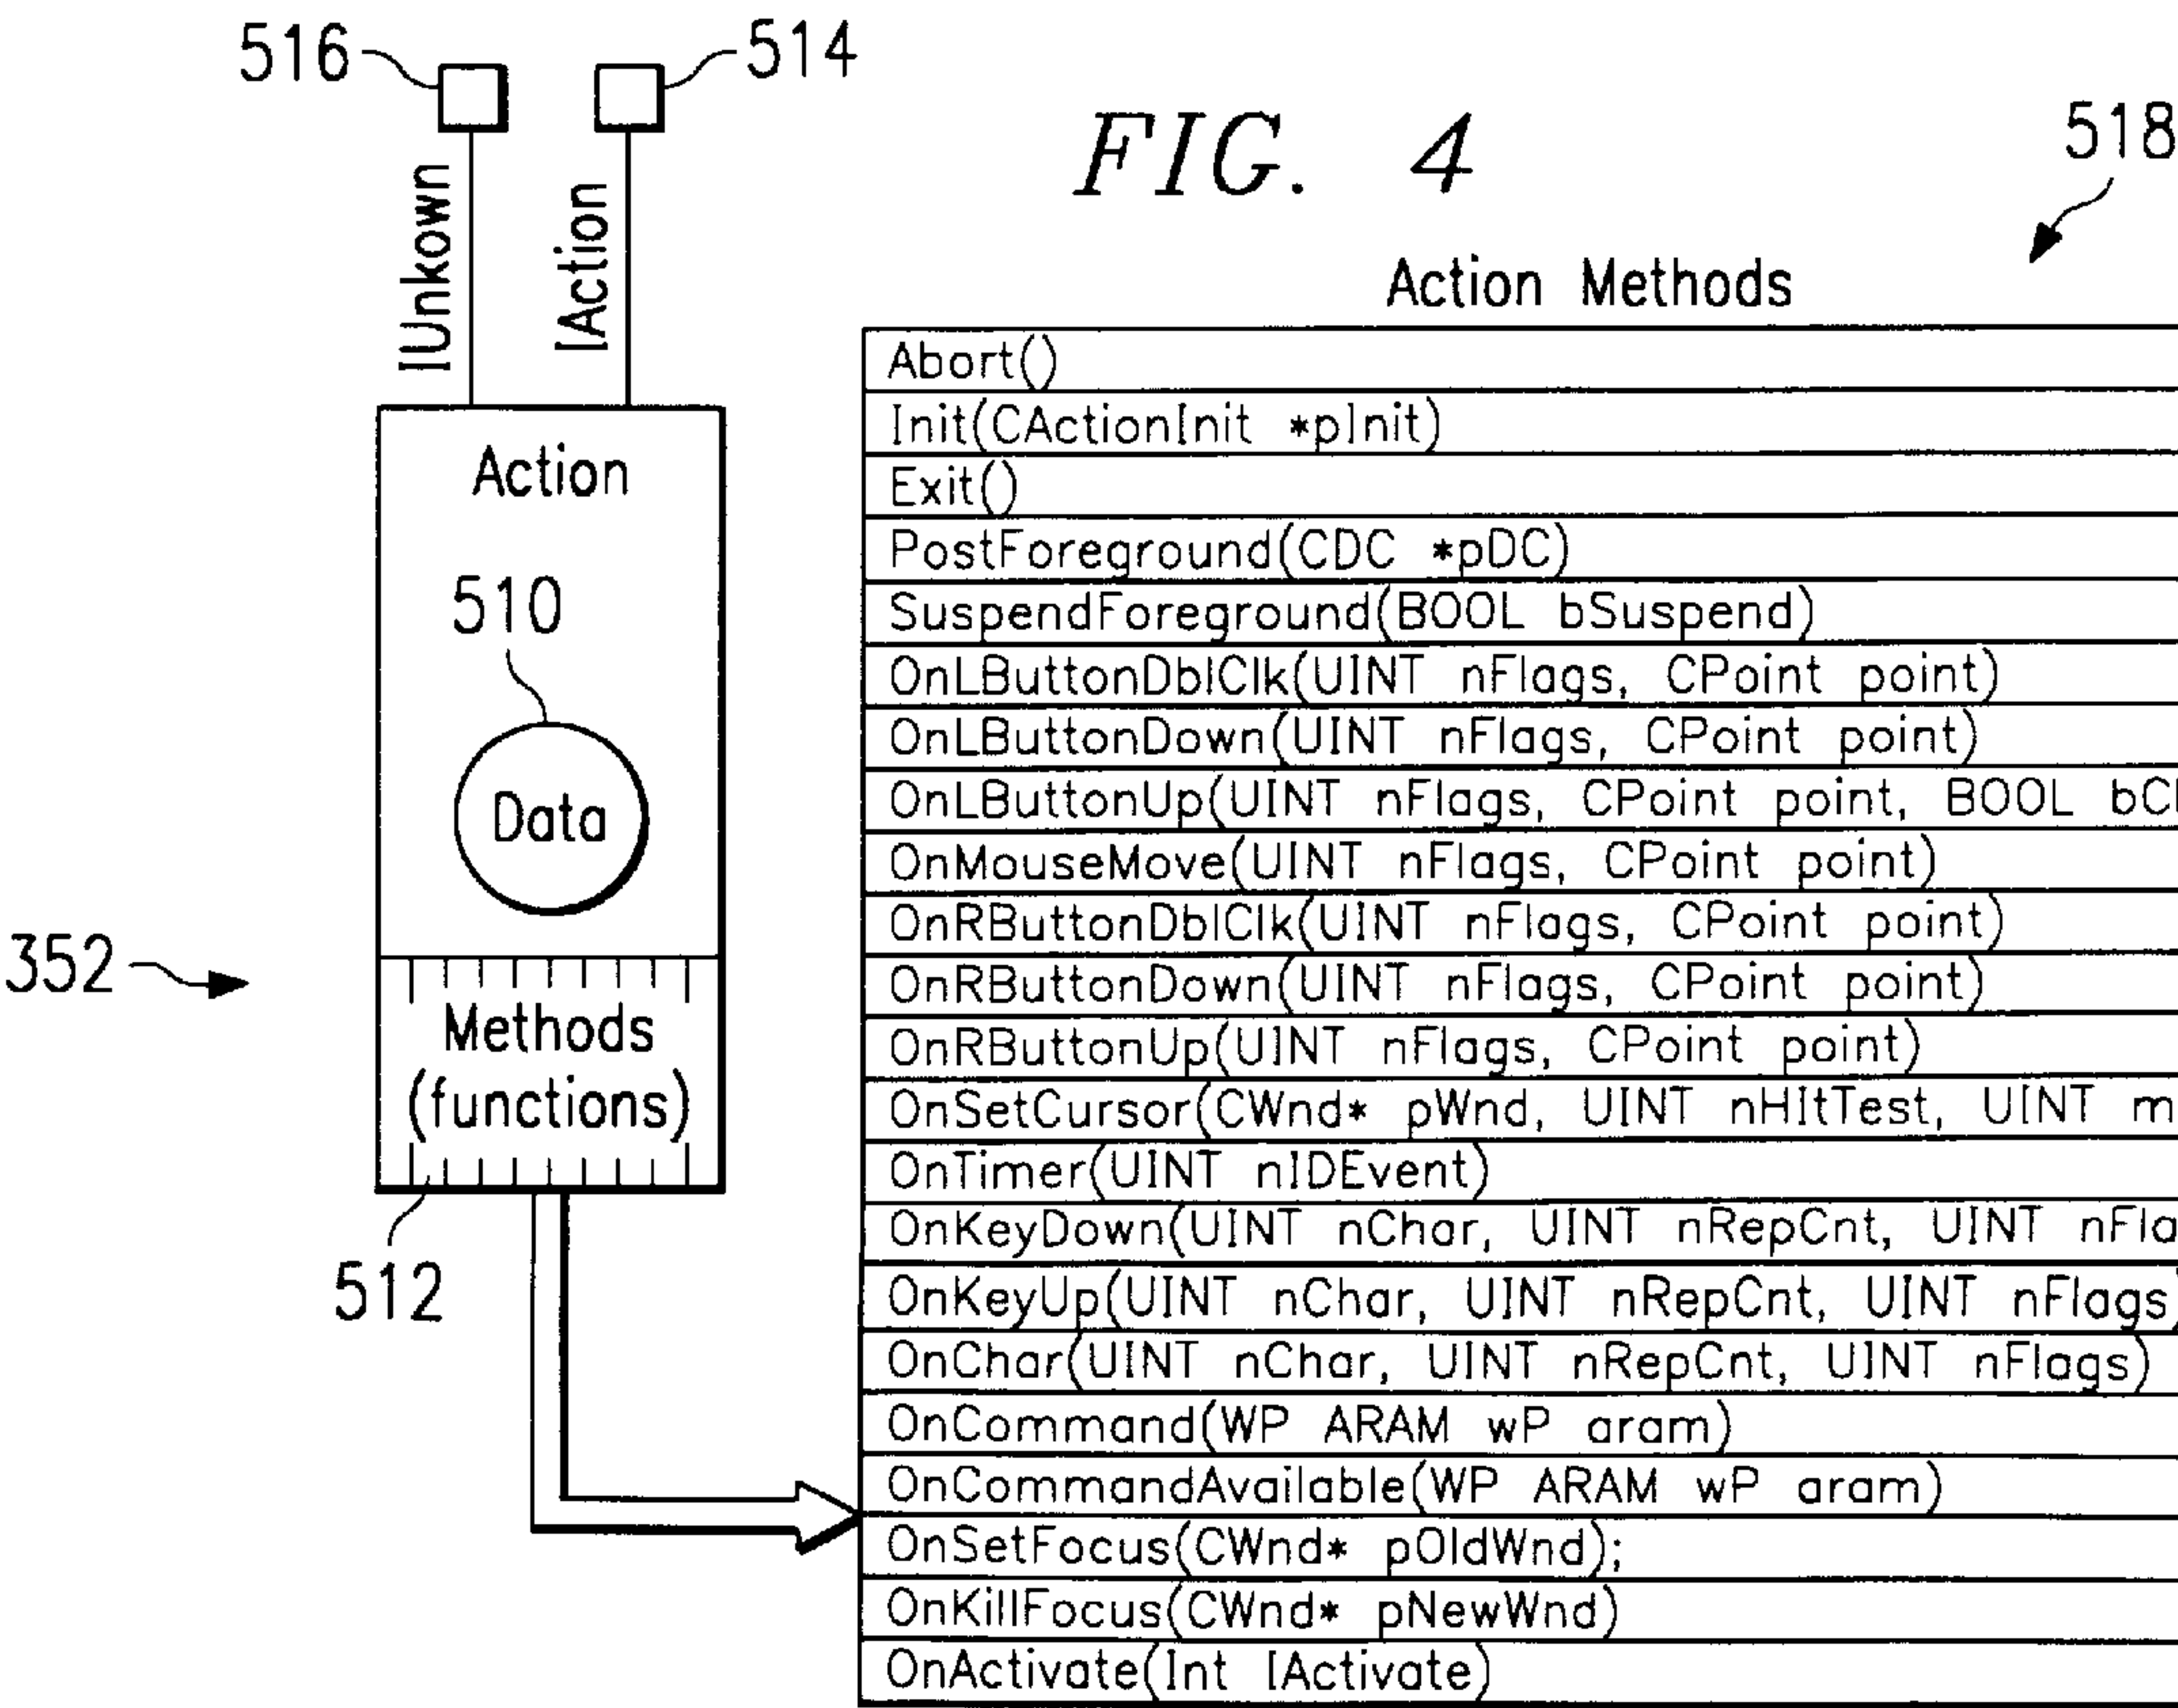 516
514
FIG. 4
518
IUnkown
IAction
Action Methods
Action
510
Data
352
Methods
(functions)
512
Abort()
Init(CActionInit *pInit)
Exit()
PostForeground(CDC *pDC)
SuspendForeground(BOOL bSuspend)
OnLButtonDblClk(UINT nFlags, CPoint point)
OnLButtonDown(UINT nFlags, CPoint point)
OnLButtonUp(UINT nFlags, CPoint point, BOOL
OnMouseMove(UINT nFlags, CPoint point)
OnRButtonDblClk(UINT nFlags, CPoint point)
OnRButtonDown(UINT nFlags, CPoint point)
OnRButtonUp(UINT nFlags, CPoint point)
OnSetCursor(CWnd* pWnd, UINT nHItTest, UINT m
OnTimer(UINT nIDEvent)
OnKeyDown(UINT nChar, UINT nRepCnt, UINT nFla
OnKeyUp(UINT nChar, UINT nRepCnt, UINT nFlags)
OnChar(UINT nChar, UINT nRepCnt, UINT nFlags)
OnCommand(WP ARAM wP aram)
OnCommandAvailable(WP ARAM wP aram)
OnSetFocus(CWnd* pOldWnd);
OnKillFocus(CWnd* pNewWnd)
OnActivate(Int IActivate)